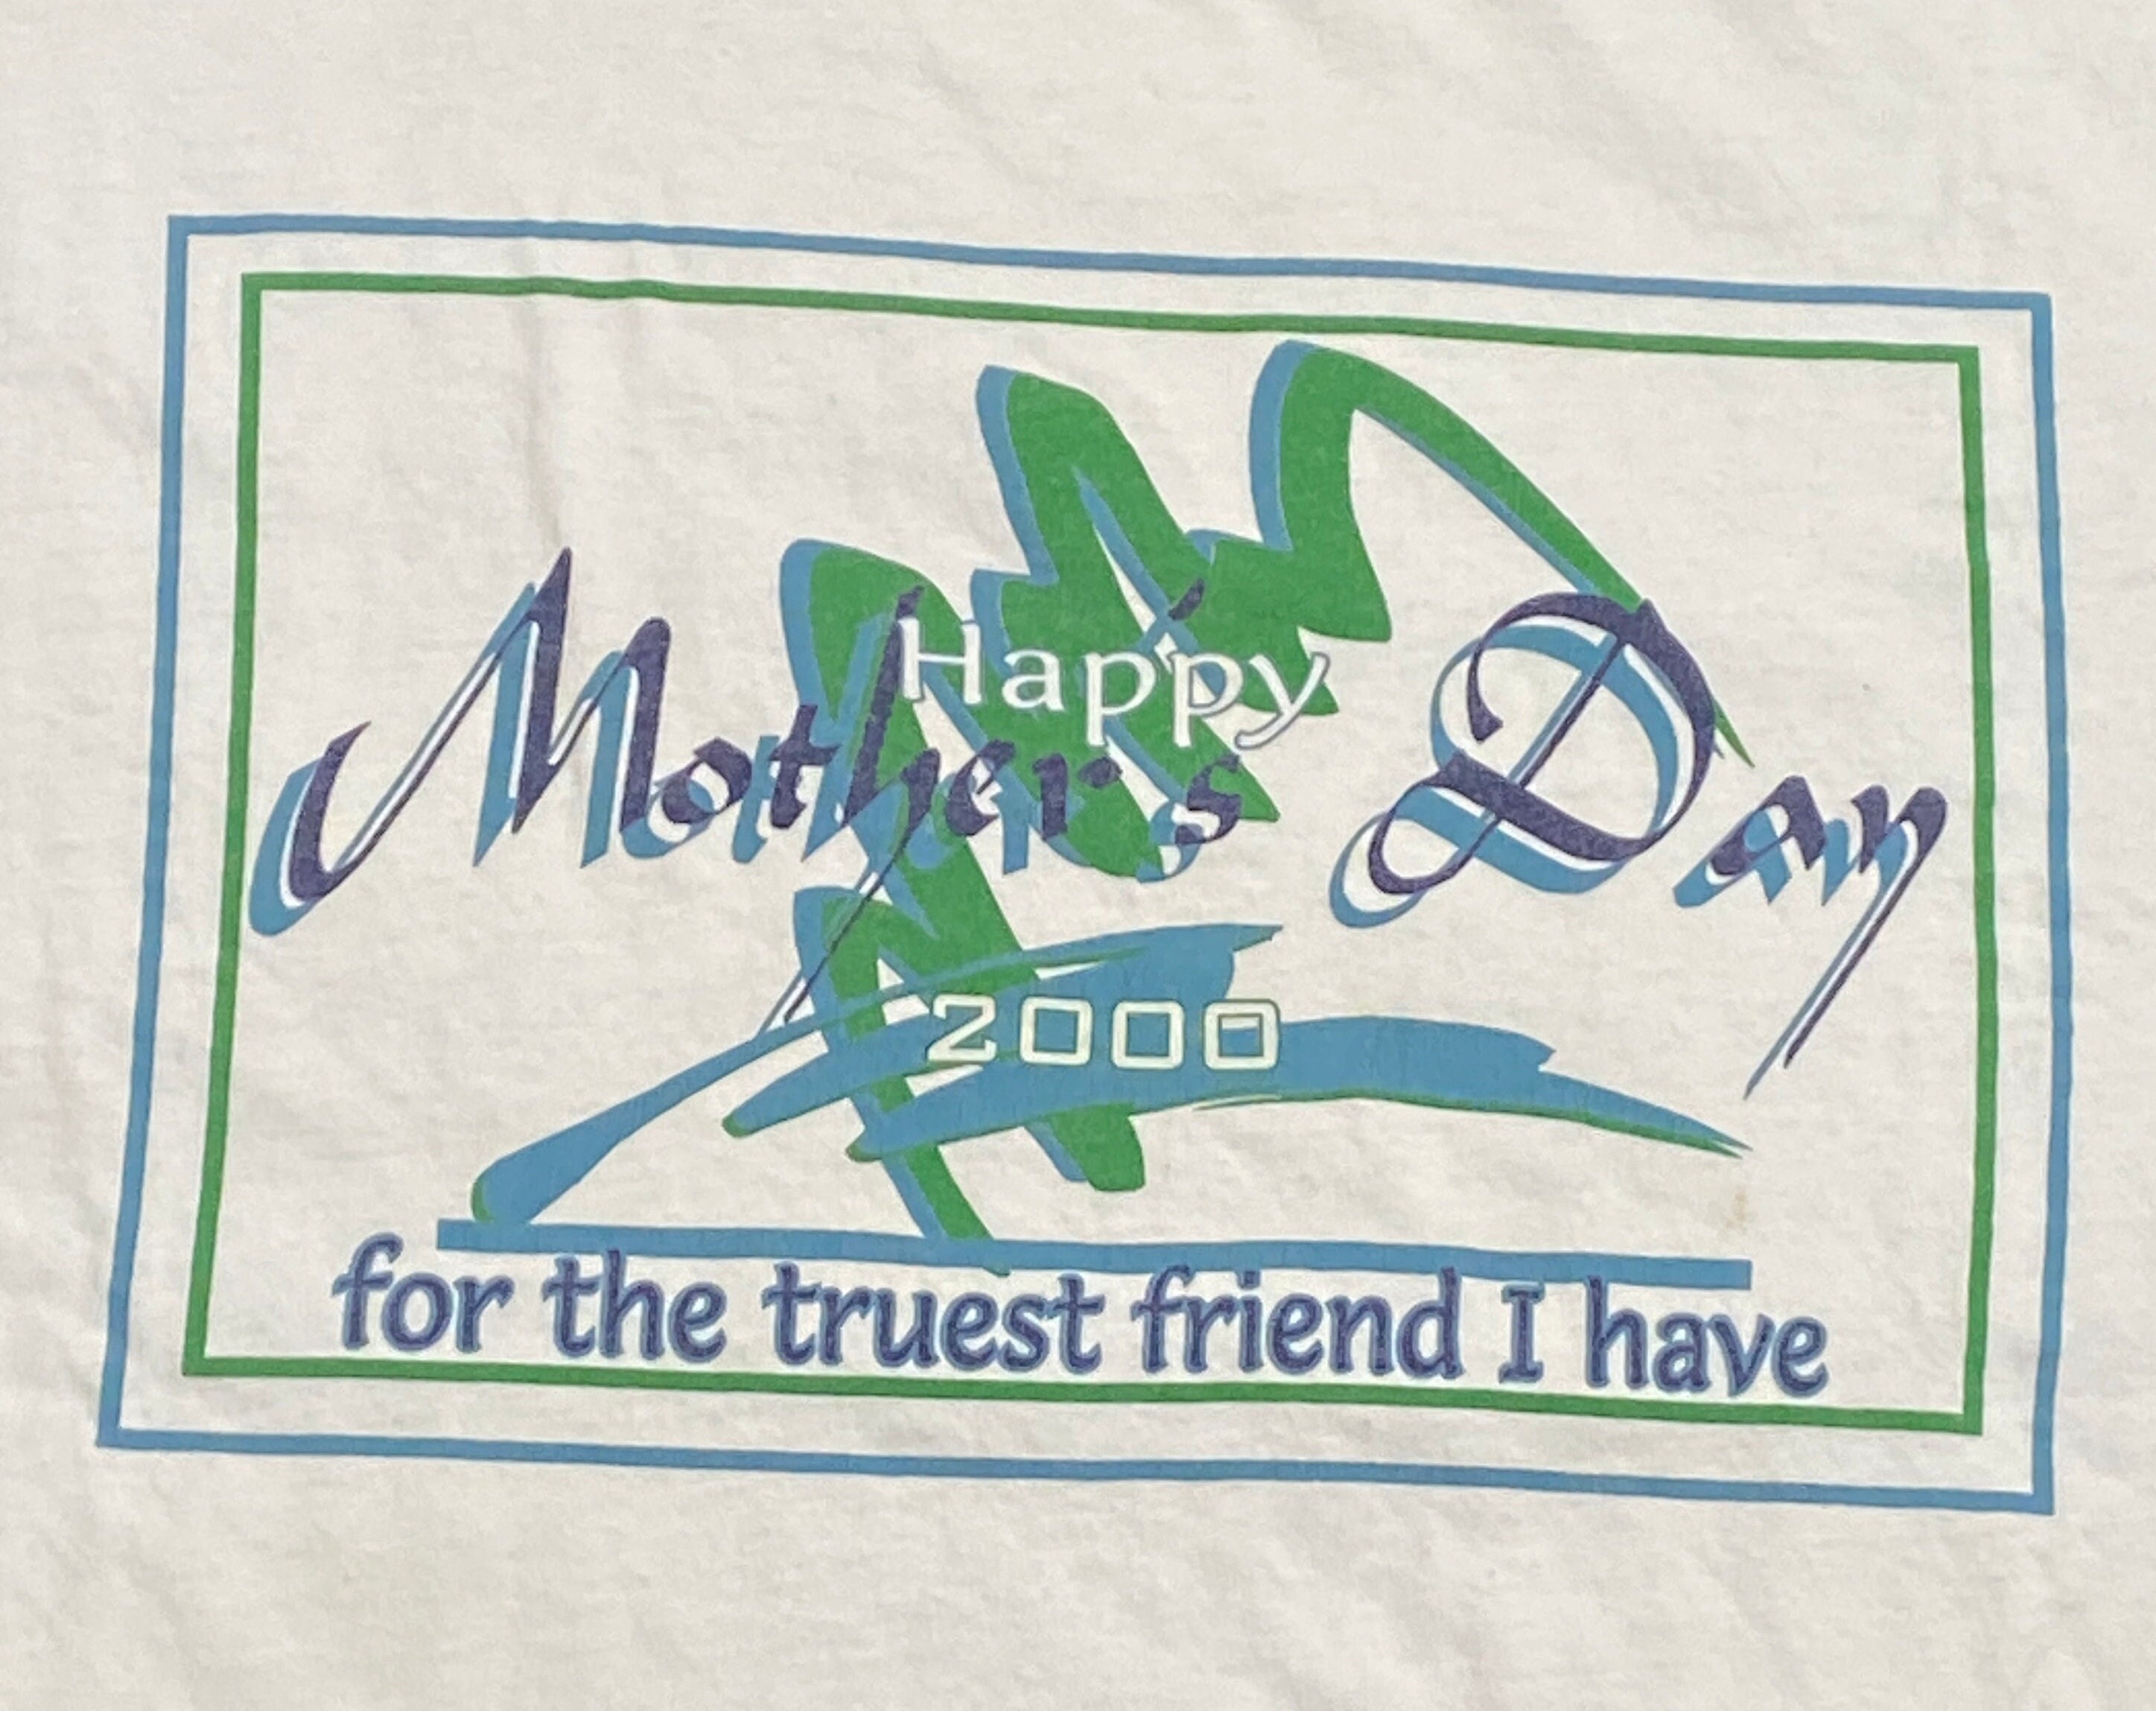 Happy
Mother's Day
2000
for the truest friend I have